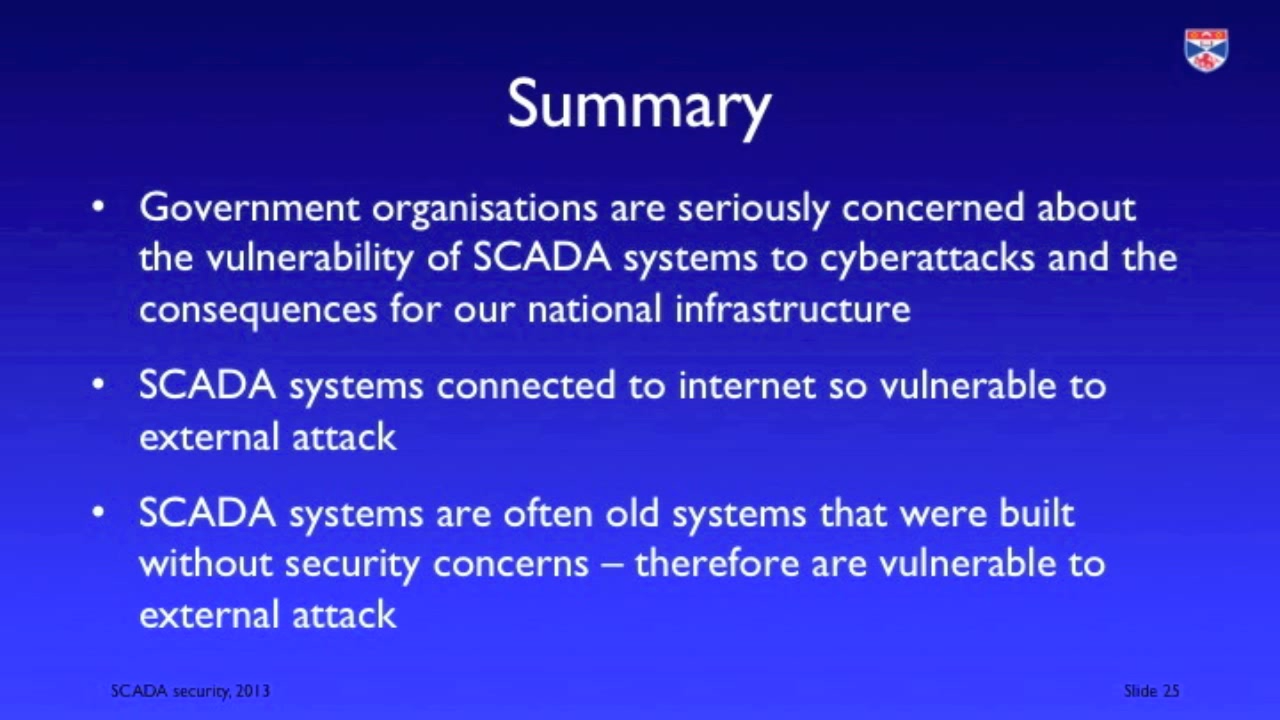 Summary
• Government organisations are seriously concerned about
the vulnerability of SCADA systems to cyberattacks and the
consequences for our national infrastructure
• SCADA systems connected to internet so vulnerable to
external attack
• SCADA systems are often old systems that were built
without security concerns – therefore are vulnerable to
external attack
SCADA security, 2013
Slide 25